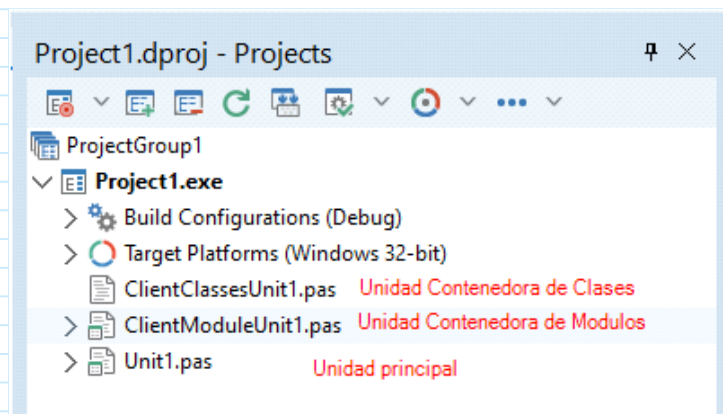 Project1.dproj - Projects
ProjectGroup1
Project1.exe
Build Configurations (Debug)
Target Platforms (Windows 32-bit)
ClientClassesUnit1.pas Unidad Contenedora de Clases
ClientModuleUnit1.pas Unidad Contenedora de Modulos
Unit1.pas Unidad principal